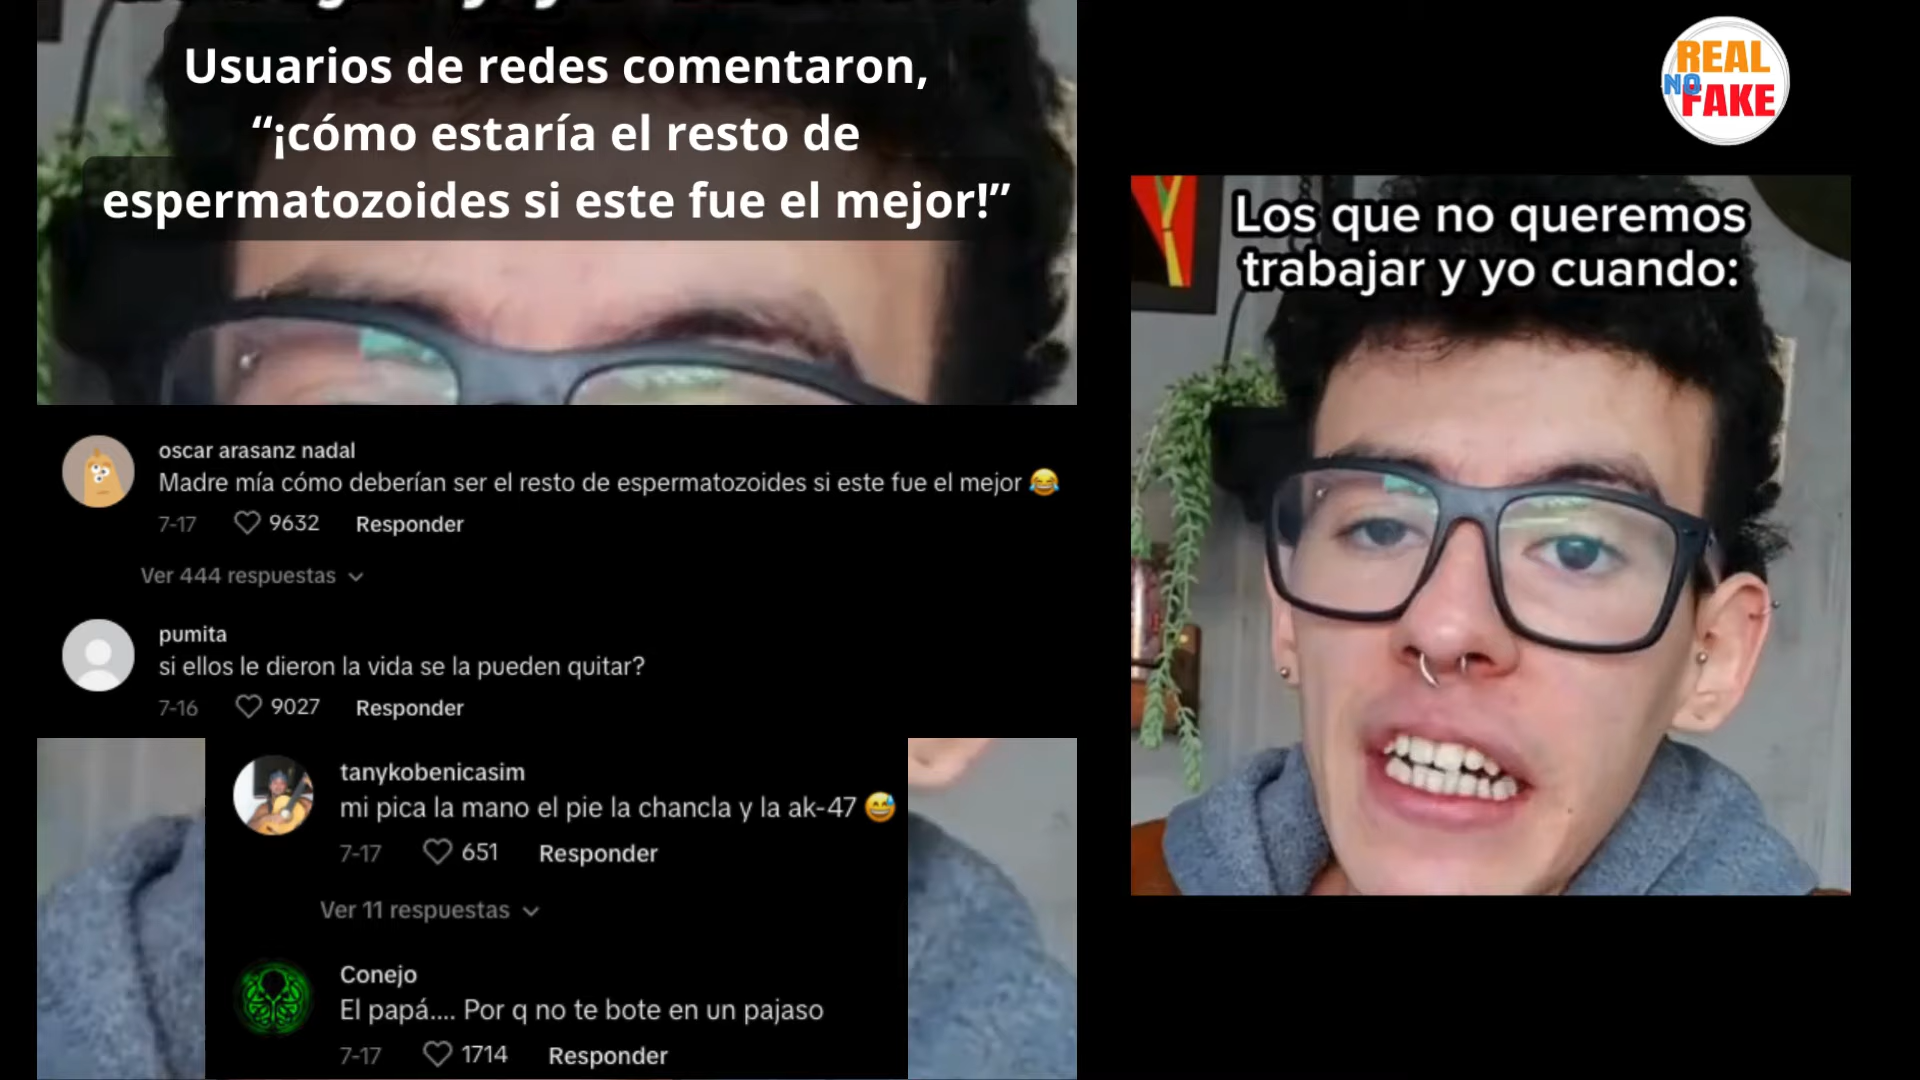 Usuarios de redes comentaron,
“¡cómo estaría el resto de
espermatozoides si este fue el mejor!”
oscar arasanz nadal
Madre mía cómo deberían ser el resto de espermatozoides si este fue el mejor 😂
7-17 9632 Responder
Ver 444 respuestas
pumita
si ellos le dieron la vida se la pueden quitar?
7-16 9027 Responder
tanykobenicasim
mi pica la mano el pie la chancla y la ak-47 😅
7-17 651 Responder
Ver 11 respuestas
Conejo
El papá.... Por q no te bote en un pajaso
7-17 1714 Responder
REAL
NO
FAKE
Los que no queremos
trabajar y yo cuando: